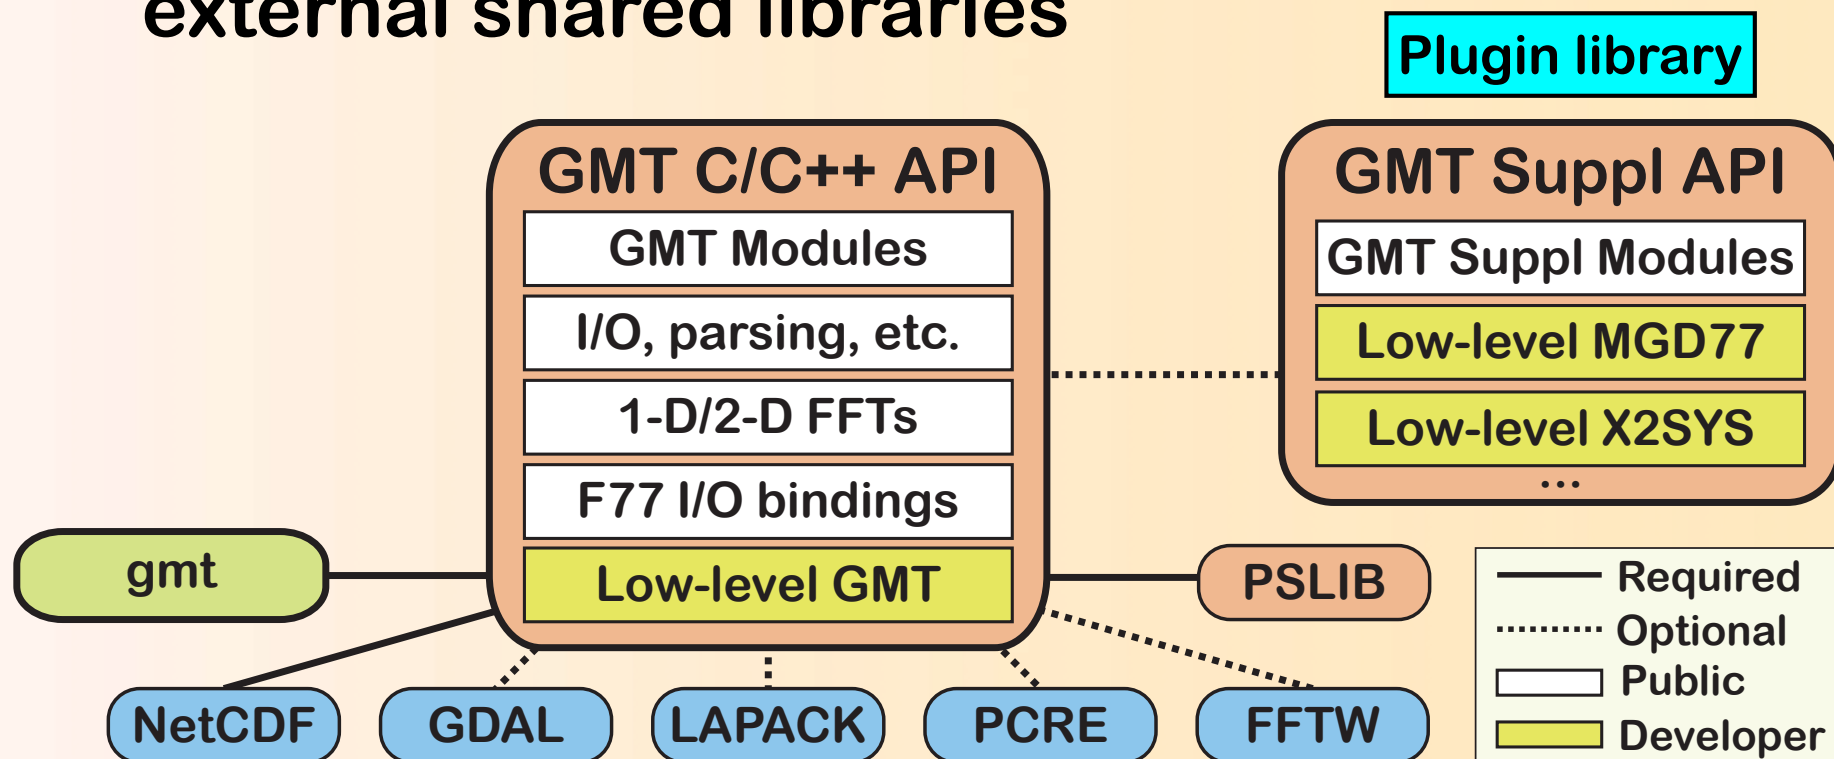 external shared libraries
Plugin library
GMT C/C++ API
GMT Modules
I/O, parsing, etc.
1-D/2-D FFTs
F77 I/O bindings
Low-level GMT
GMT Suppl API
GMT Suppl Modules
Low-level MGD77
Low-level X2SYS
...
gmt
PSLIB
NetCDF
GDAL
LAPACK
PCRE
FFTW
Required
Optional
Public
Developer